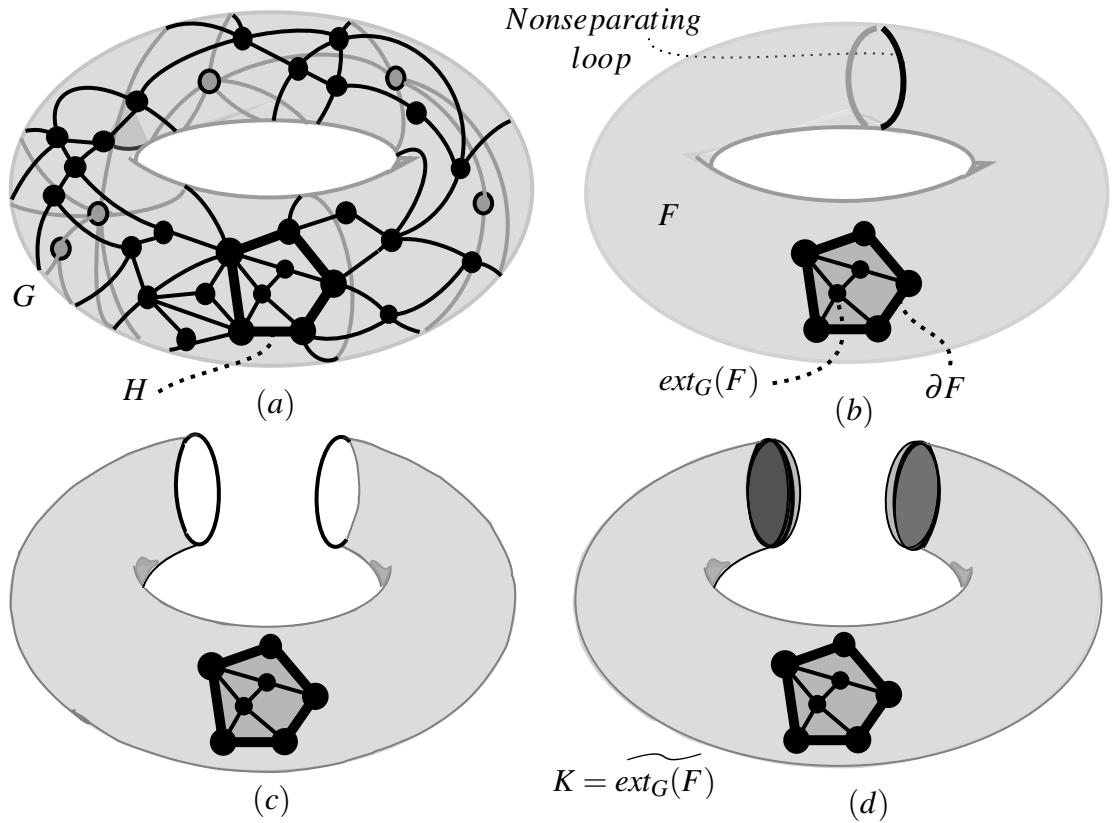 Nonseparating
loop
F
G
H
ext_G(F)
∂F
(a)
(b)
K = \widetilde{ext_G(F)}
(c)
(d)